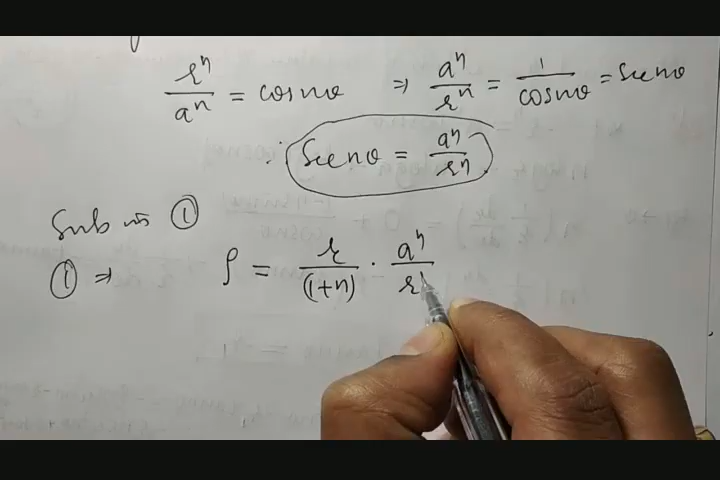 r^n / a^n = cos nθ ⇒ a^n / r^n = 1 / cos nθ = Sec nθ
∴ Sec nθ = a^n / r^n
Sub in ①
① ⇒ ρ = r / (1+n) · a^n / r^n